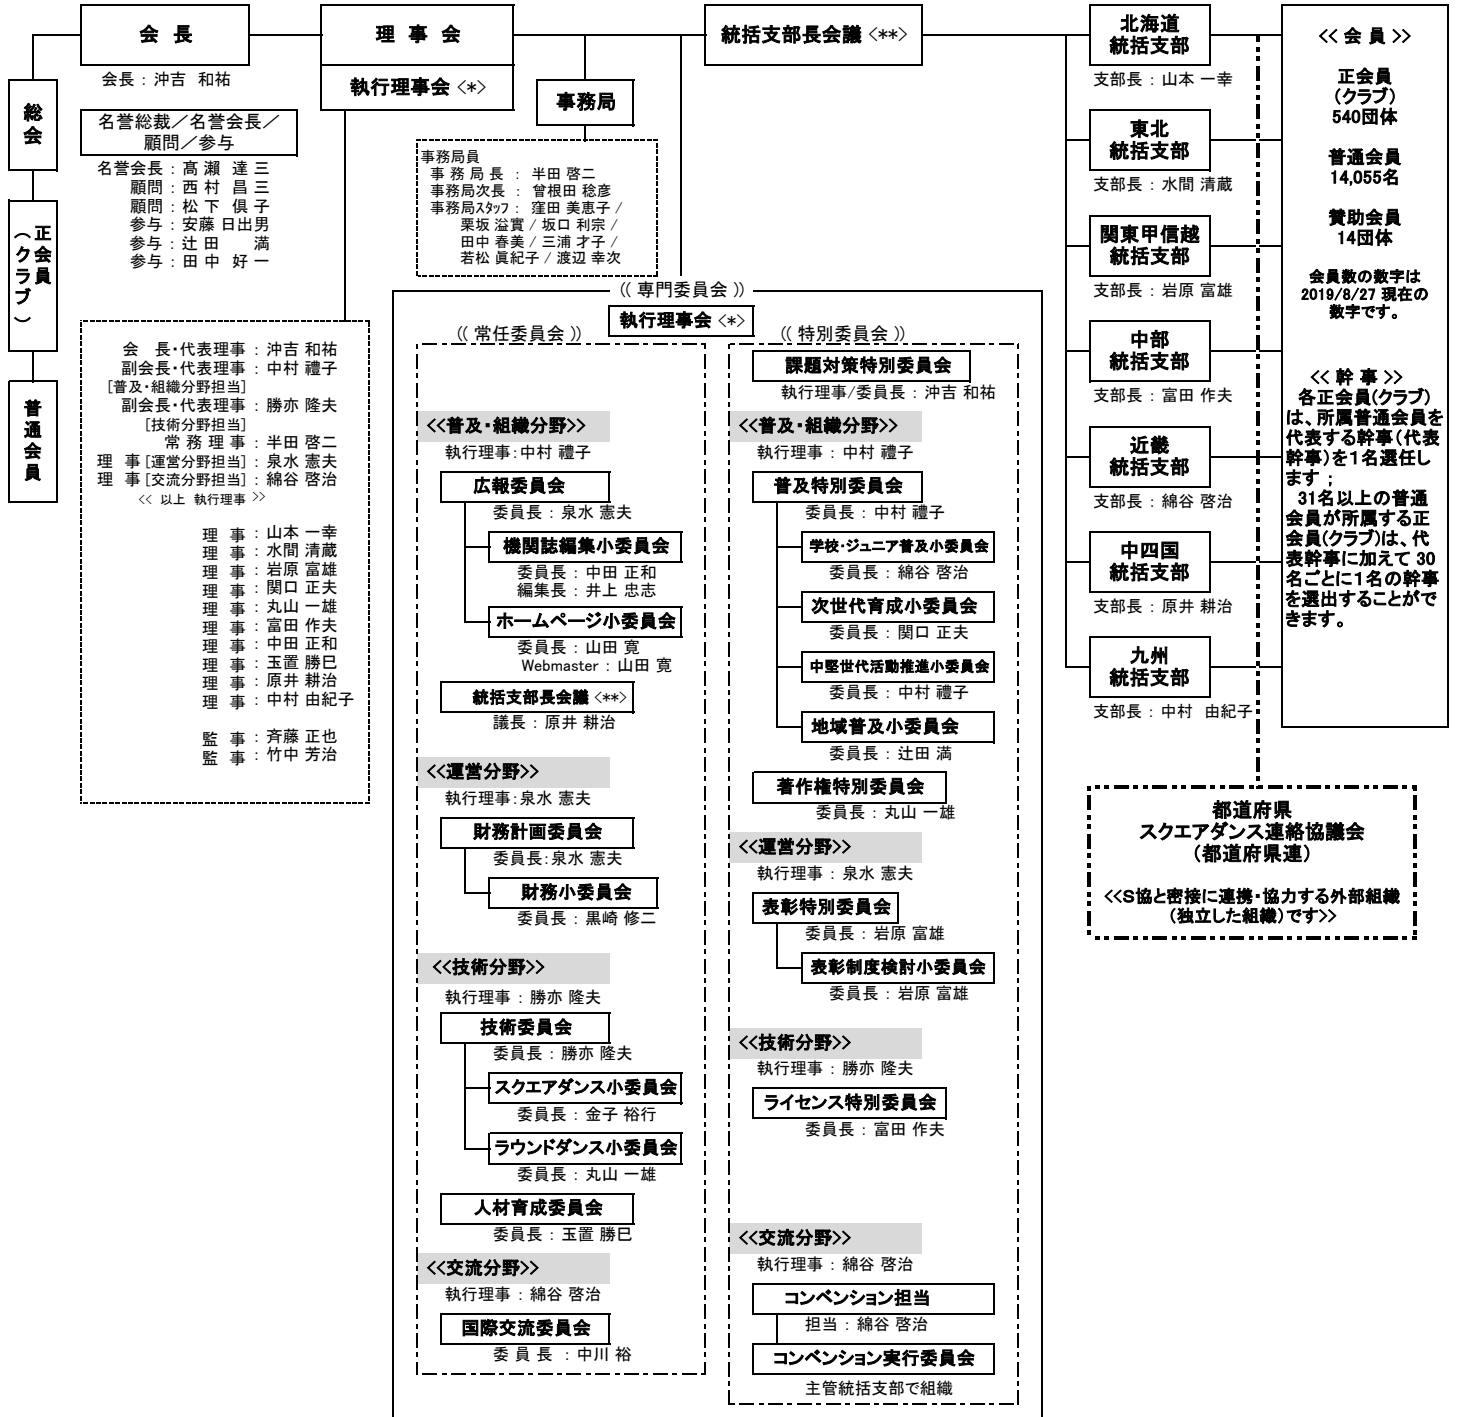 会 長
会長 : 沖吉 和祐
総会
正会員
（クラブ）
普通会員
名誉総裁／名誉会長／
顧問／参与
名誉会長 : 髙 瀨 達 三
顧問 : 西 村 昌 三
顧問 : 松 下 倶 子
参与 : 安藤 日出男
参与 : 辻 田 満
参与 : 田 中 好 一
理 事 会
執行理事会 <*>
会 長・代表理事 : 沖吉 和祐
副会長・代表理事 : 中村 禮子
[普及・組織分野担当]
副会長・代表理事 : 勝亦 隆夫
[技術分野担当]
常 務 理 事 : 半田 啓二
理 事 [運営分野担当] : 泉水 憲夫
理 事 [交流分野担当] : 綿谷 啓治
<< 以上 執行理事 >>
理 事 : 山本 一幸
理 事 : 水間 清蔵
理 事 : 岩原 富雄
理 事 : 関口 正夫
理 事 : 丸山 一雄
理 事 : 富田 作夫
理 事 : 中田 正和
理 事 : 玉置 勝巳
理 事 : 原井 耕治
理 事 : 中村 由紀子
監 事 : 斉藤 正也
監 事 : 竹中 芳治
事務局
事務局員
事 務 局 長 : 半田 啓二
事務局次長 : 曾根田 稔彦
事務局スタッフ : 窪田 美恵子 /
栗坂 溢實 / 坂口 利宗 /
田中 春美 / 三浦 才子 /
若松 眞紀子 / 渡辺 幸次
統括支部長会議 <**>
(( 専門委員会 ))
執行理事会 <*>
(( 常任委員会 ))
<<普及・組織分野>>
執行理事:中村 禮子
広報委員会
委員長 : 泉水 憲夫
機関誌編集小委員会
委員長 : 中田 正和
編集長 : 井上 忠志
ホームページ小委員会
委員長 : 山田 寛
Webmaster : 山田 寛
統括支部長会議 <**>
議長 : 原井 耕治
<<運営分野>>
執行理事:泉水 憲夫
財務計画委員会
委員長:泉水 憲夫
財務小委員会
委員長 : 黒崎 修二
<<技術分野>>
執行理事 : 勝亦 隆夫
技術委員会
委員長 : 勝亦 隆夫
スクエアダンス小委員会
委員長 : 金子 裕行
ラウンドダンス小委員会
委員長 : 丸山 一雄
人材育成委員会
委員長 : 玉置 勝巳
<<交流分野>>
執行理事 : 綿谷 啓治
国際交流委員会
委 員 長 : 中川 裕
(( 特別委員会 ))
課題対策特別委員会
執行理事/委員長 : 沖吉 和祐
<<普及・組織分野>>
執行理事 : 中村 禮子
普及特別委員会
委員長 : 中村 禮子
学校・ジュニア普及小委員会
委員長 : 綿谷 啓治
次世代育成小委員会
委員長 : 関口 正夫
中堅世代活動推進小委員会
委員長 : 中村 禮子
地域普及小委員会
委員長 : 辻田 満
著作権特別委員会
委員長 : 丸山 一雄
<<運営分野>>
執行理事 : 泉水 憲夫
表彰特別委員会
委員長 : 岩原 富雄
表彰制度検討小委員会
委員長 : 岩原 富雄
<<技術分野>>
執行理事 : 勝亦 隆夫
ライセンス特別委員会
委員長 : 富田 作夫
<<交流分野>>
執行理事 : 綿谷 啓治
コンベンション担当
担当 : 綿谷 啓治
コンベンション実行委員会
主管統括支部で組織
北海道
統括支部
支部長 : 山本 一幸
東北
統括支部
支部長 : 水間 清蔵
関東甲信越
統括支部
支部長 : 岩原 富雄
中部
統括支部
支部長 : 富田 作夫
近畿
統括支部
支部長 : 綿谷 啓治
中四国
統括支部
支部長 : 原井 耕治
九州
統括支部
支部長 : 中村 由紀子
<< 会 員 >>
正会員
（クラブ）
540団体
普通会員
14,055名
賛助会員
14団体
会員数の数字は
2019/8/27 現在の
数字です。
<< 幹 事 >>
各正会員(クラブ)
は、所属普通会員を
代表する幹事(代表
幹事)を1名選任し
ます ;
31名以上の普通
会員が所属する正
会員(クラブ)は、代
表幹事に加えて 30
名ごとに1名の幹事
を選出することがで
きます。
都道府県
スクエアダンス連絡協議会
（都道府県連）
<<S協と密接に連携・協力する外部組織
（独立した組織）です>>